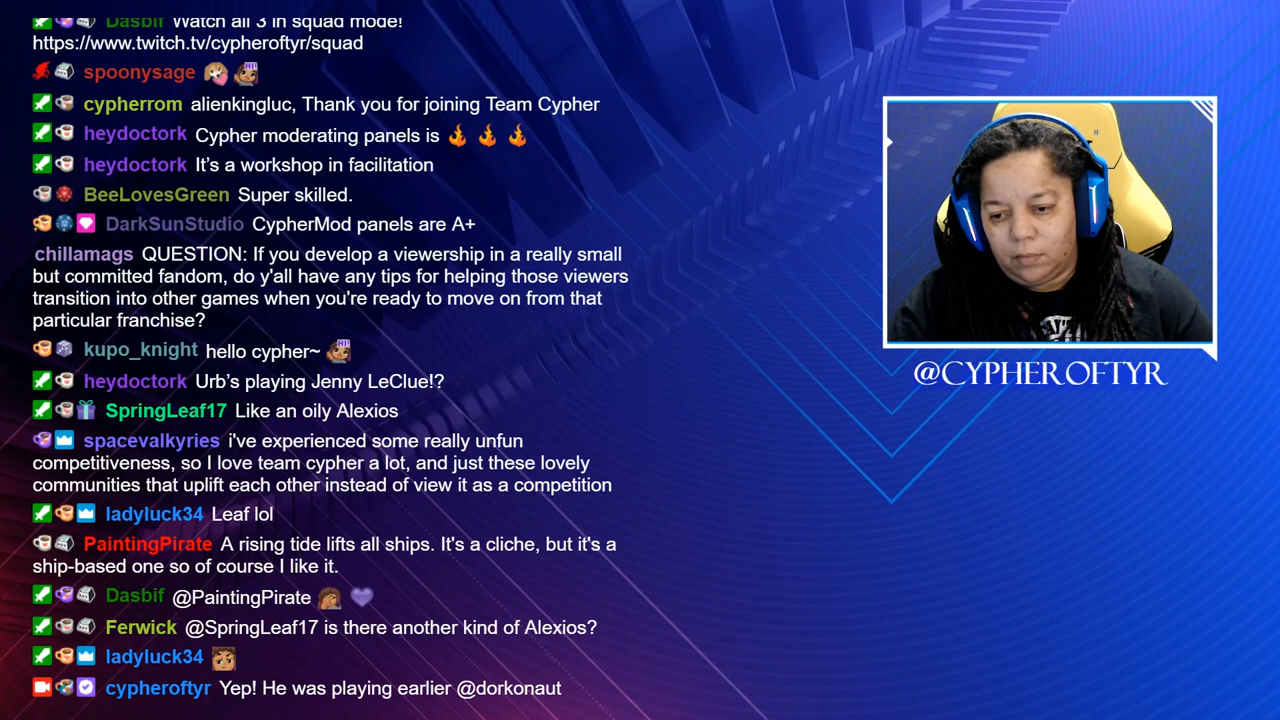 Dasbif Watch all 3 in squad mode!
https://www.twitch.tv/cypheroftyr/squad
spoonysage
cypherrom alienkingluc, Thank you for joining Team Cypher
heydoctork Cypher moderating panels is
heydoctork It’s a workshop in facilitation
BeeLovesGreen Super skilled.
DarkSunStudio CypherMod panels are A+
chillamags QUESTION: If you develop a viewership in a really small
but committed fandom, do y'all have any tips for helping those viewers
transition into other games when you're ready to move on from that
particular franchise?
kupo_knight hello cypher~ HI!
heydoctork Urb’s playing Jenny LeClue!?
SpringLeaf17 Like an oily Alexios
spacevalkyries i've experienced some really unfun
competitiveness, so I love team cypher a lot, and just these lovely
communities that uplift each other instead of view it as a competition
ladyluck34 Leaf lol
PaintingPirate A rising tide lifts all ships. It's a cliche, but it's a
ship-based one so of course I like it.
Dasbif @PaintingPirate
Ferwick @SpringLeaf17 is there another kind of Alexios?
ladyluck34
cypheroftyr Yep! He was playing earlier @dorkonaut
@CYPHEROFTYR